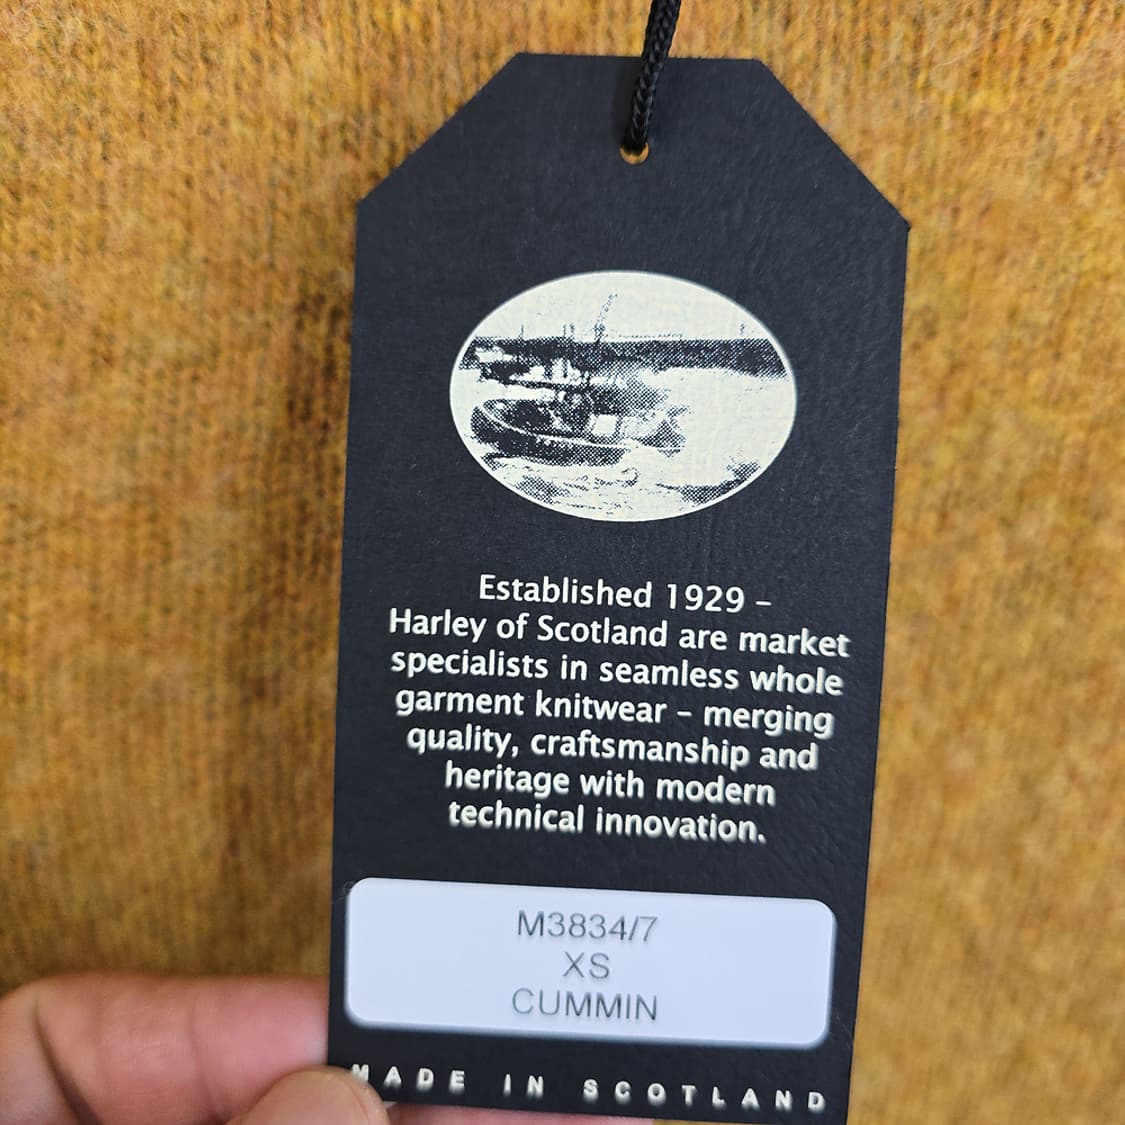 Established 1929 –
Harley of Scotland are market
specialists in seamless whole
garment knitwear – merging
quality, craftsmanship and
heritage with modern
technical innovation.
M3834/7
XS
CUMMIN
MADE IN SCOTLAND